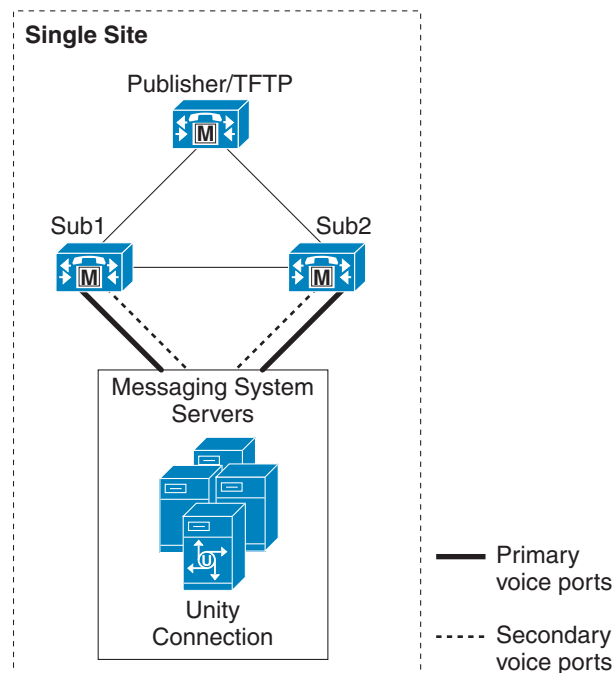 Single Site
Publisher/TFTP
M
Sub1
Sub2
M
M
Messaging System
Servers
U
Unity
Connection
Primary
voice ports
Secondary
voice ports